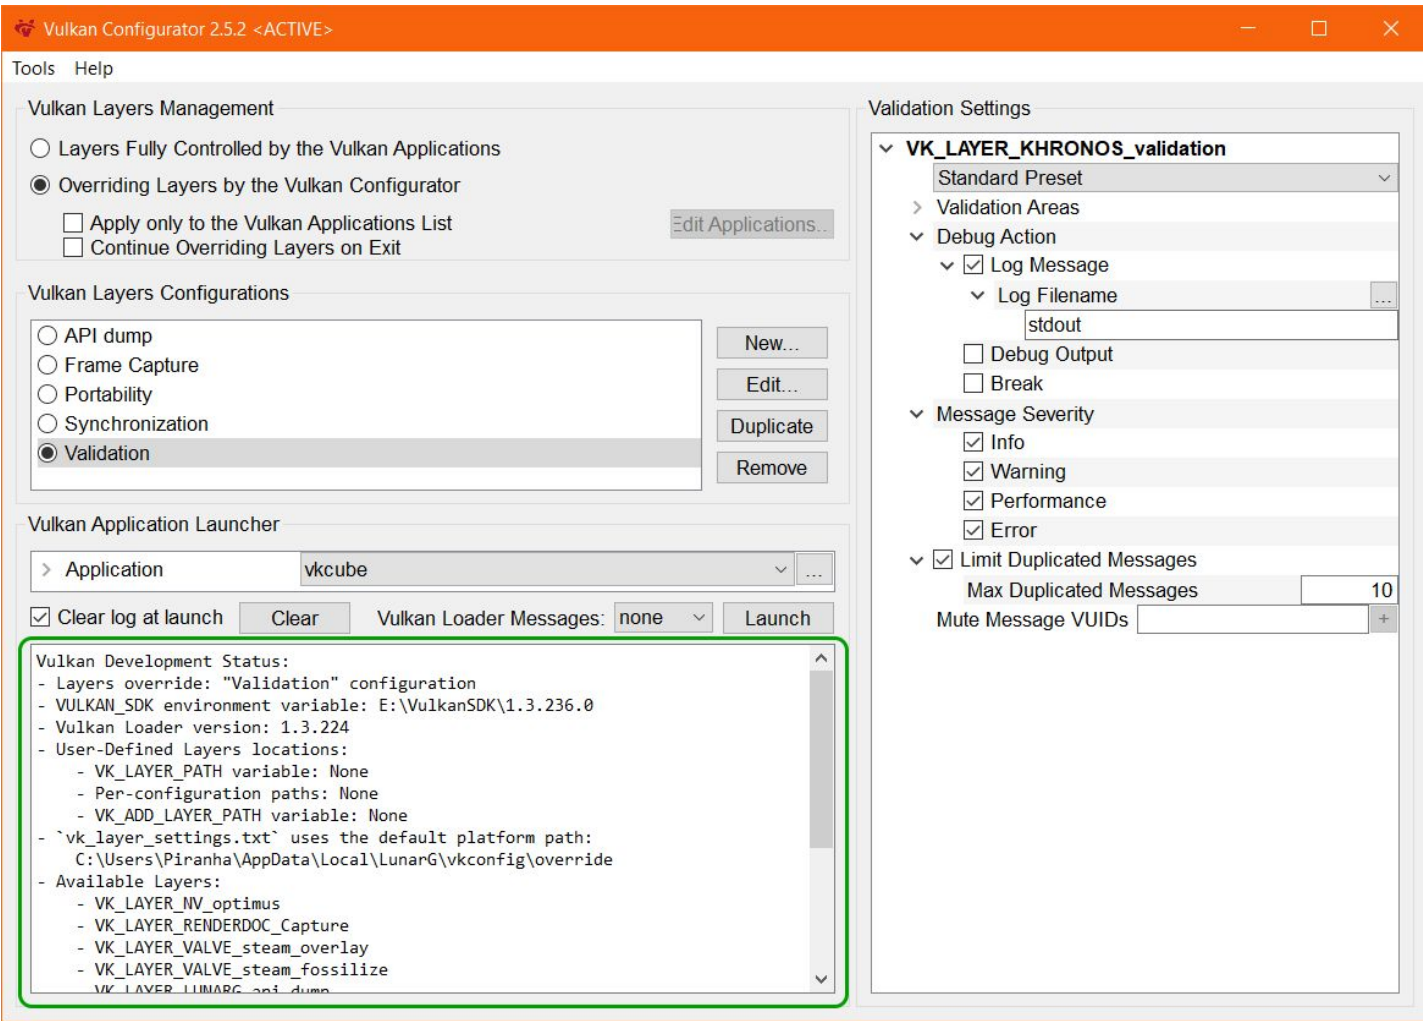 Vulkan Configurator 2.5.2 <ACTIVE>
Tools Help
Vulkan Layers Management
Layers Fully Controlled by the Vulkan Applications
Overriding Layers by the Vulkan Configurator
Apply only to the Vulkan Applications List
Edit Applications..
Continue Overriding Layers on Exit
Vulkan Layers Configurations
API dump
Frame Capture
Portability
Synchronization
Validation
New...
Edit...
Duplicate
Remove
Vulkan Application Launcher
Application vkcube ...
Clear log at launch Clear Vulkan Loader Messages: none Launch
Vulkan Development Status:
- Layers override: "Validation" configuration
- VULKAN_SDK environment variable: E:\VulkanSDK\1.3.236.0
- Vulkan Loader version: 1.3.224
- User-Defined Layers locations:
- VK_LAYER_PATH variable: None
- Per-configuration paths: None
- VK_ADD_LAYER_PATH variable: None
- `vk_layer_settings.txt` uses the default platform path:
C:\Users\Piranha\AppData\Local\LunarG\vkconfig\override
- Available Layers:
- VK_LAYER_NV_optimus
- VK_LAYER_RENDERDOC_Capture
- VK_LAYER_VALVE_steam_overlay
- VK_LAYER_VALVE_steam_fossilize
VK_LAYER_LUNARG_api_dump
Validation Settings
VK_LAYER_KHRONOS_validation
Standard Preset
Validation Areas
Debug Action
Log Message
Log Filename ...
stdout
Debug Output
Break
Message Severity
Info
Warning
Performance
Error
Limit Duplicated Messages
Max Duplicated Messages 10
Mute Message VUIDs +